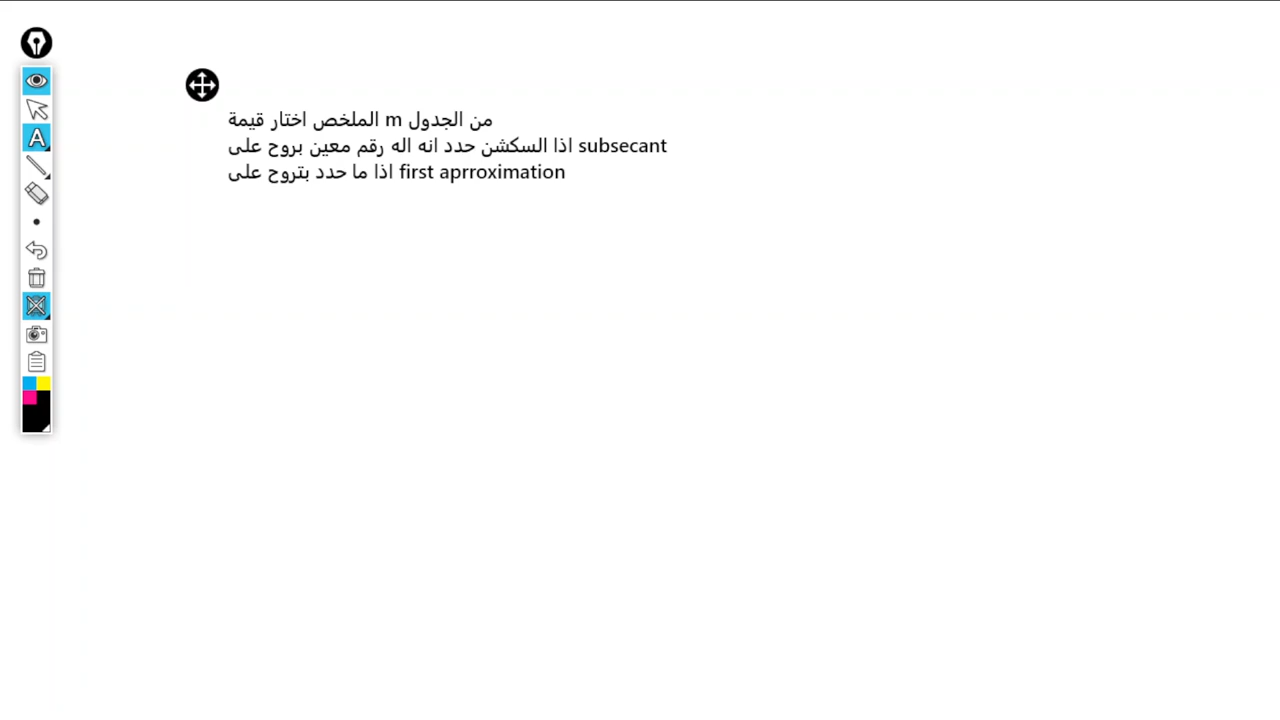 الملخص اختار قيمة m من الجدول
اذا السكشن حدد انه اله رقم معين بروح على subsecant
اذا ما حدد بتروح على first aprroximation